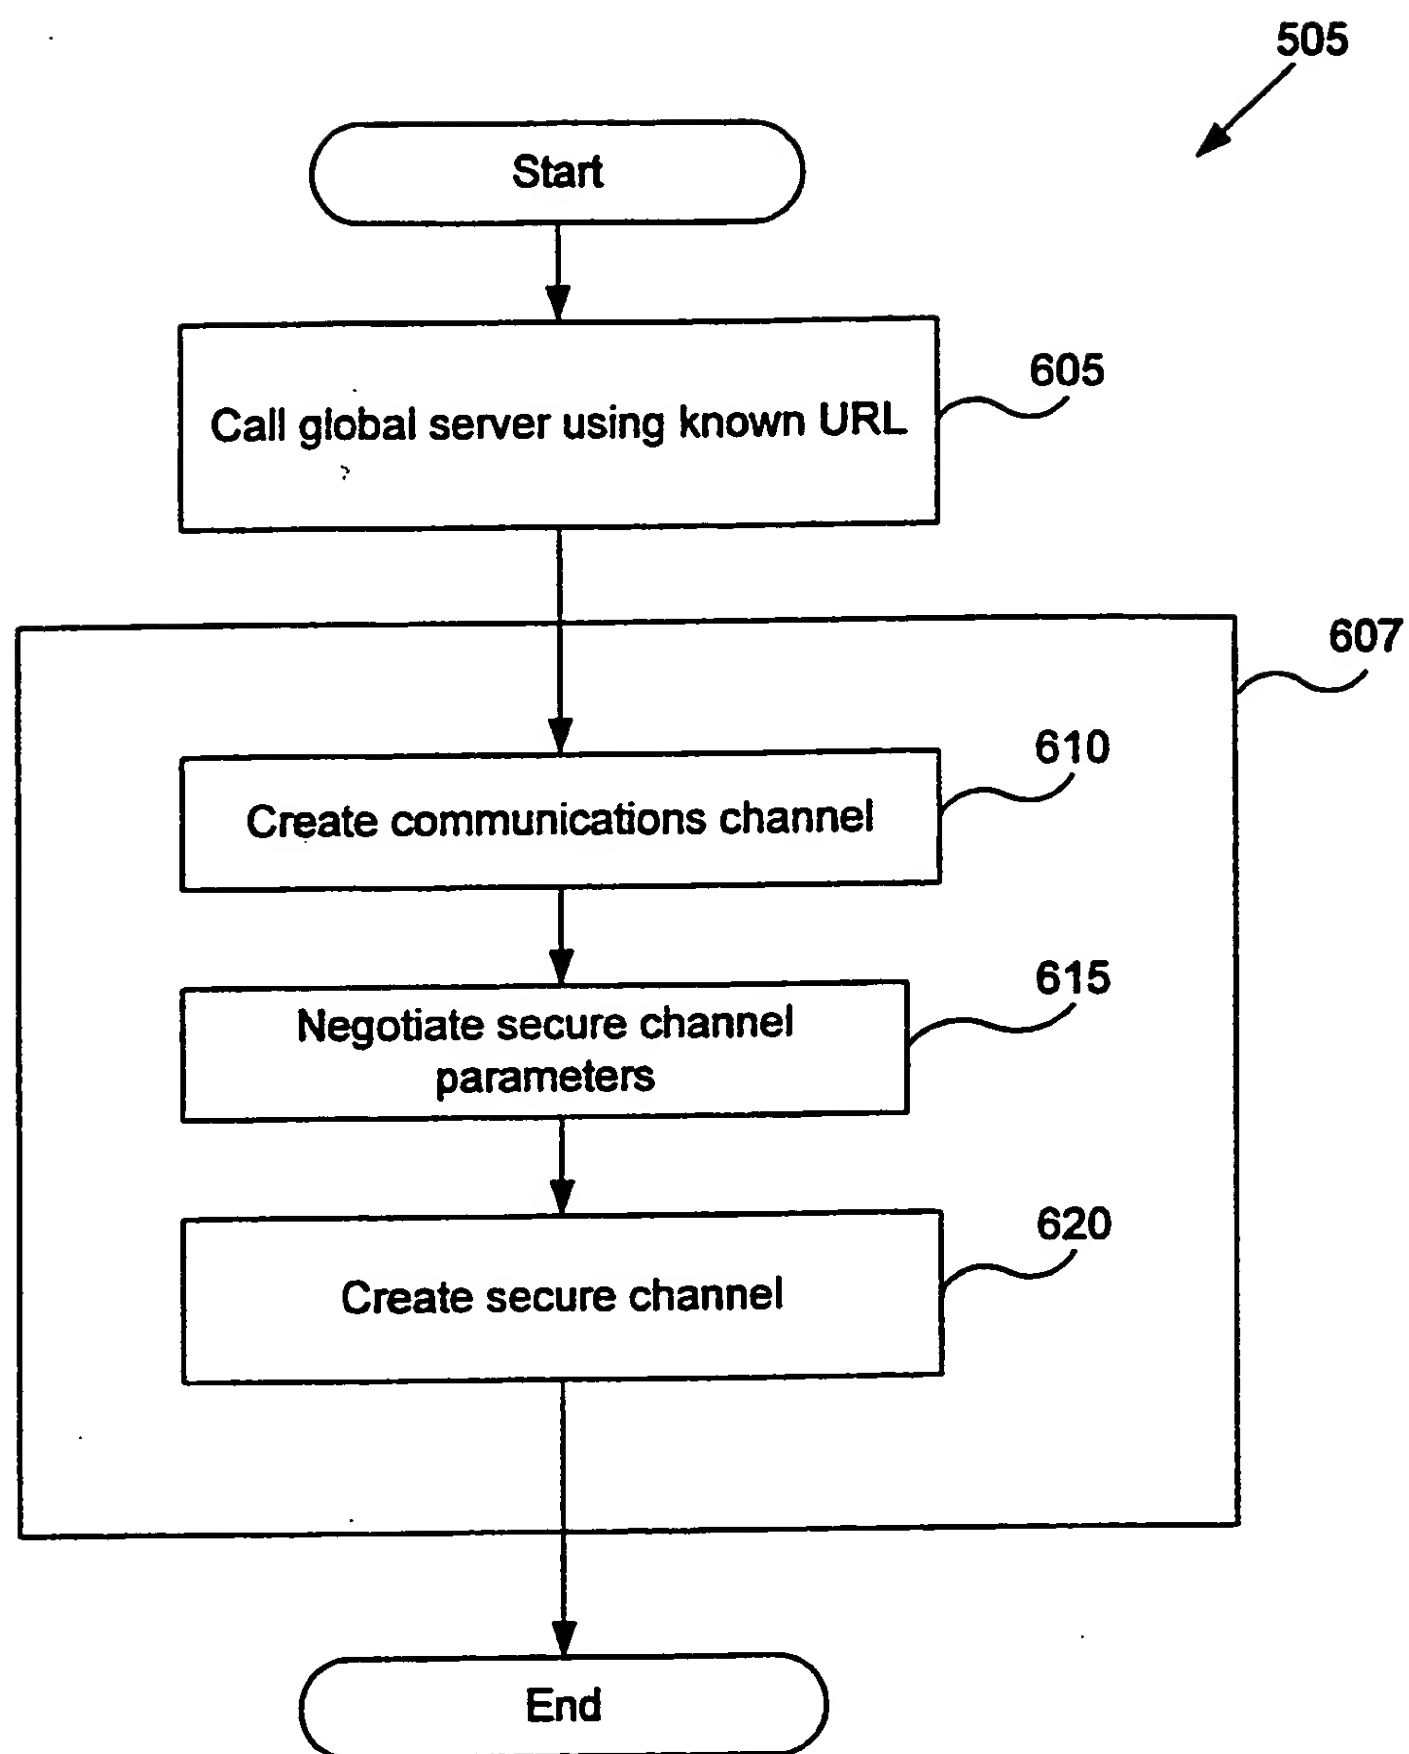 505
Start
Call global server using known URL
605
607
Create communications channel
610
Negotiate secure channel
parameters
615
Create secure channel
620
End